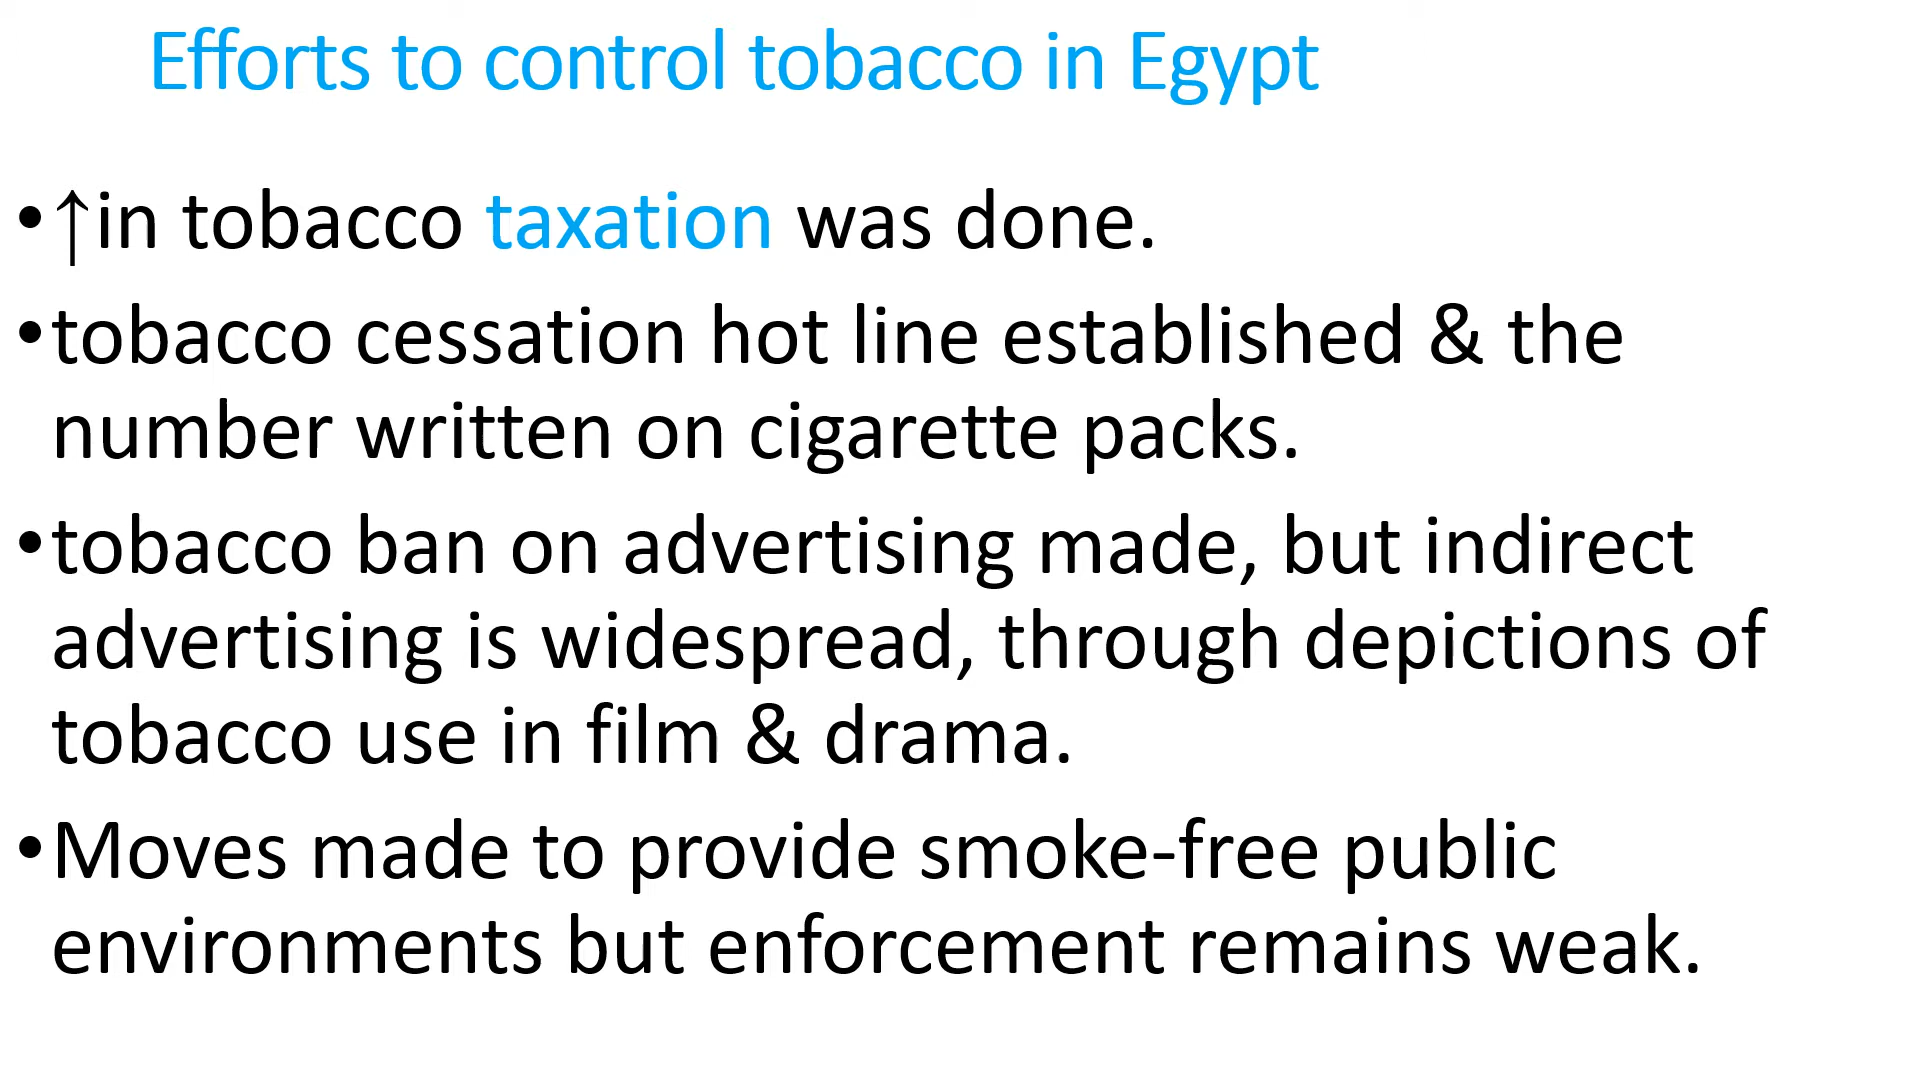 Efforts to control tobacco in Egypt
•↑in tobacco taxation was done.
•tobacco cessation hot line established & the
number written on cigarette packs.
•tobacco ban on advertising made, but indirect
advertising is widespread, through depictions of
tobacco use in film & drama.
•Moves made to provide smoke-free public
environments but enforcement remains weak.